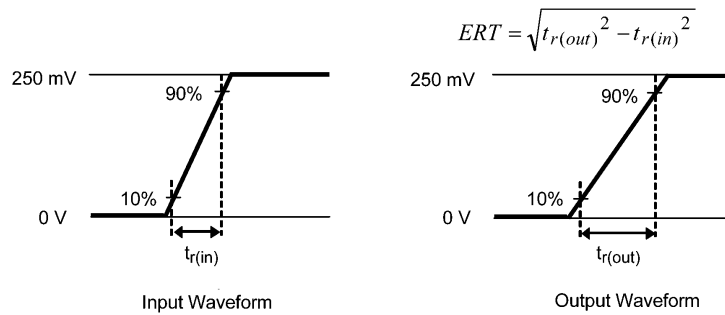 ERT = √(t_r(out)² − t_r(in)²)
250 mV
90%
10%
0 V
t_r(in)
Input Waveform
250 mV
90%
10%
0 V
t_r(out)
Output Waveform